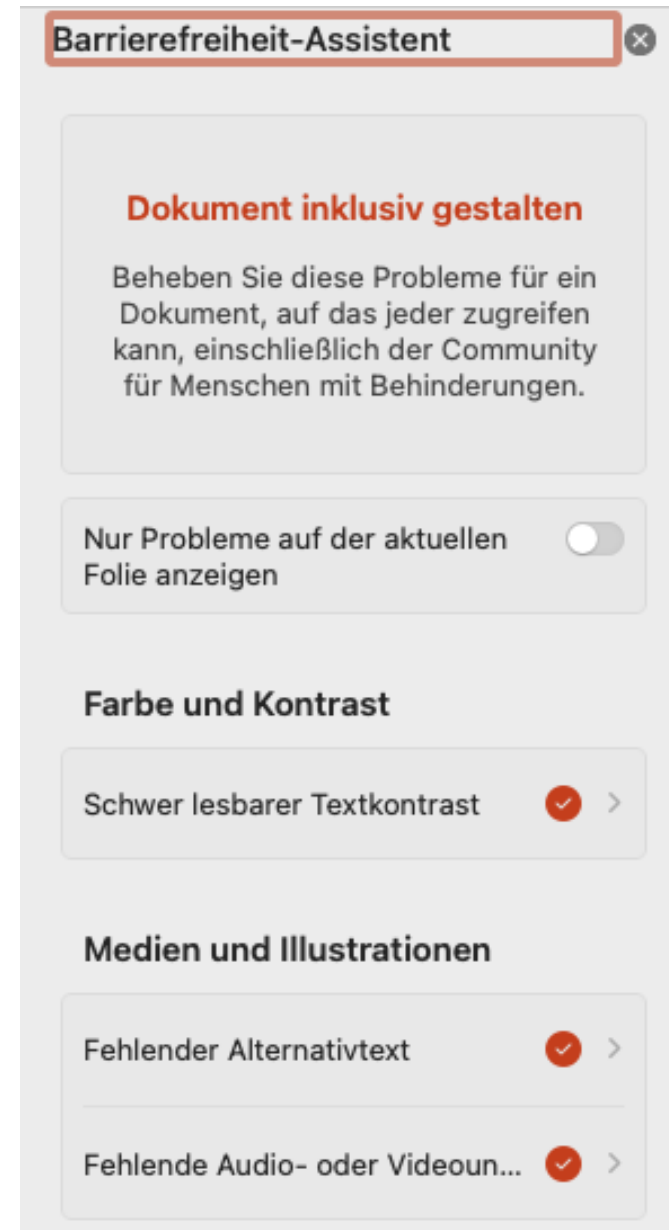 Barrierefreiheit-Assistent
Dokument inklusiv gestalten
Beheben Sie diese Probleme für ein
Dokument, auf das jeder zugreifen
kann, einschließlich der Community
für Menschen mit Behinderungen.
Nur Probleme auf der aktuellen
Folie anzeigen
Farbe und Kontrast
Schwer lesbarer Textkontrast
Medien und Illustrationen
Fehlender Alternativtext
Fehlende Audio- oder Videoun...